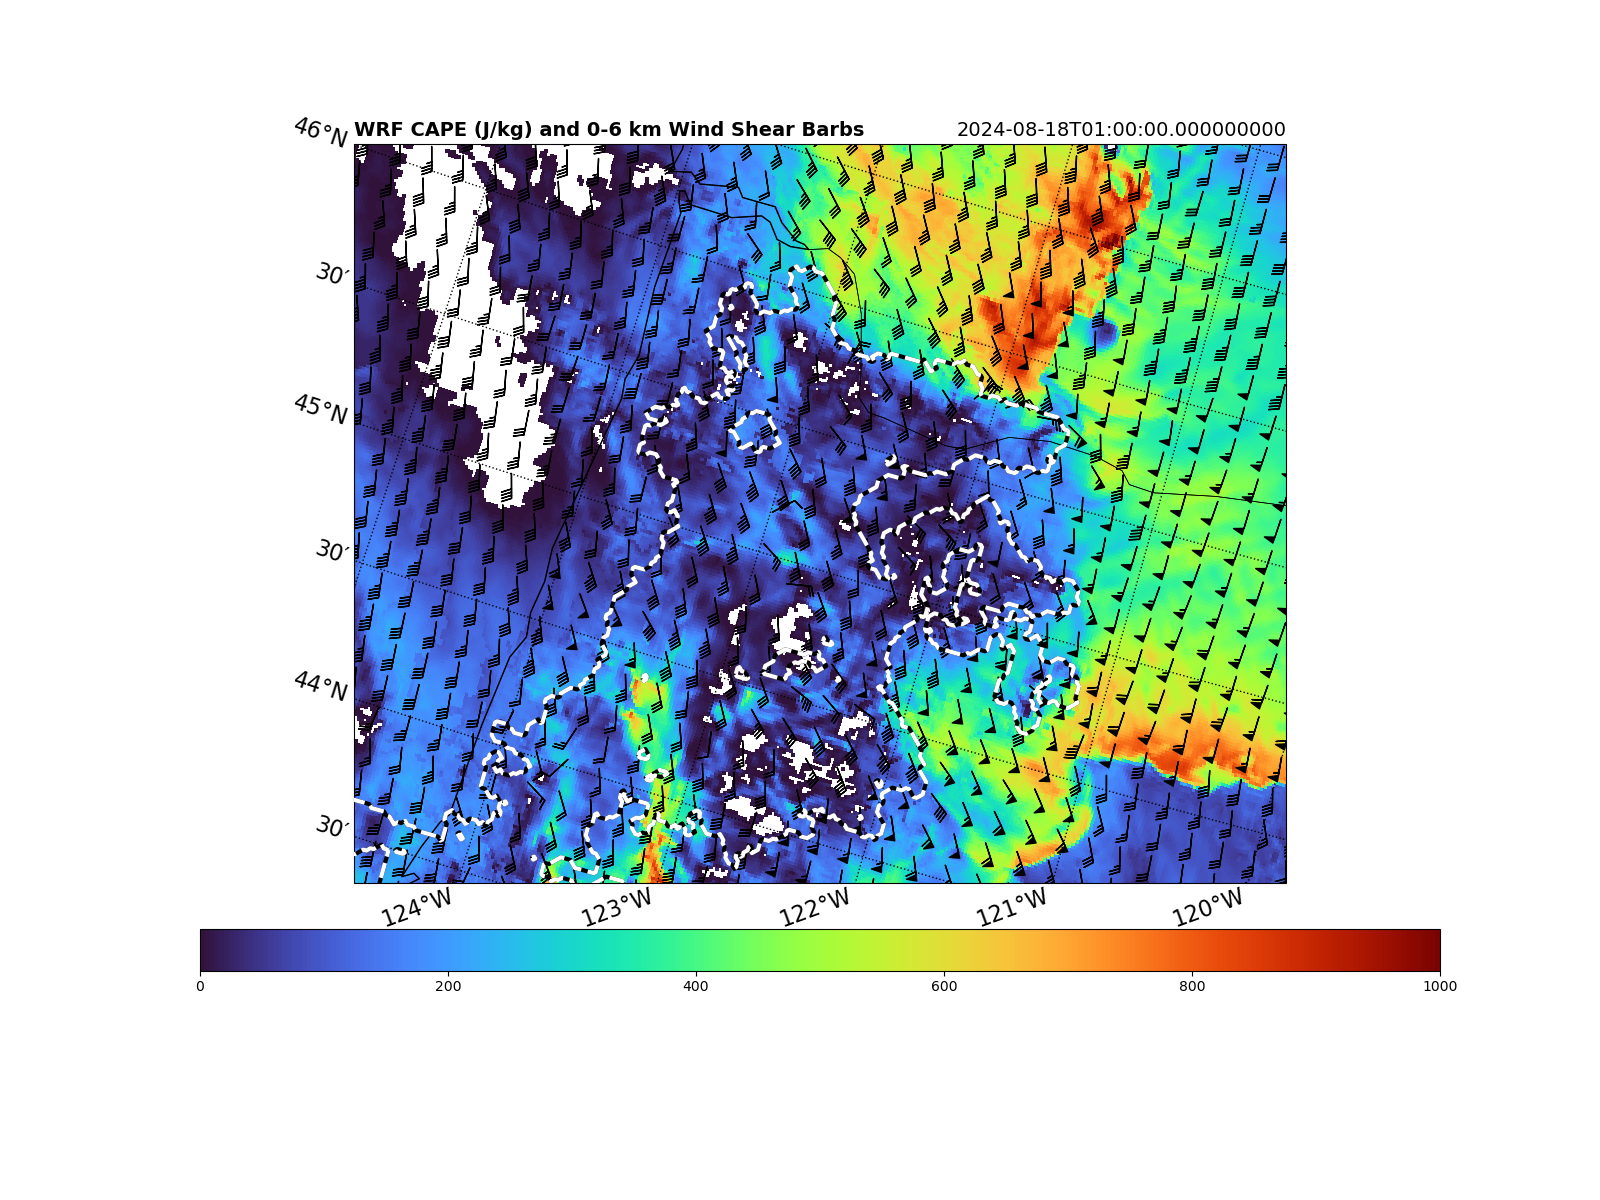 WRF CAPE (J/kg) and 0-6 km Wind Shear Barbs 2024-08-18T01:00:00.000000000
46°N
30′
45°N
30′
44°N
30′
124°W 123°W 122°W 121°W 120°W
0 200 400 600 800 1000